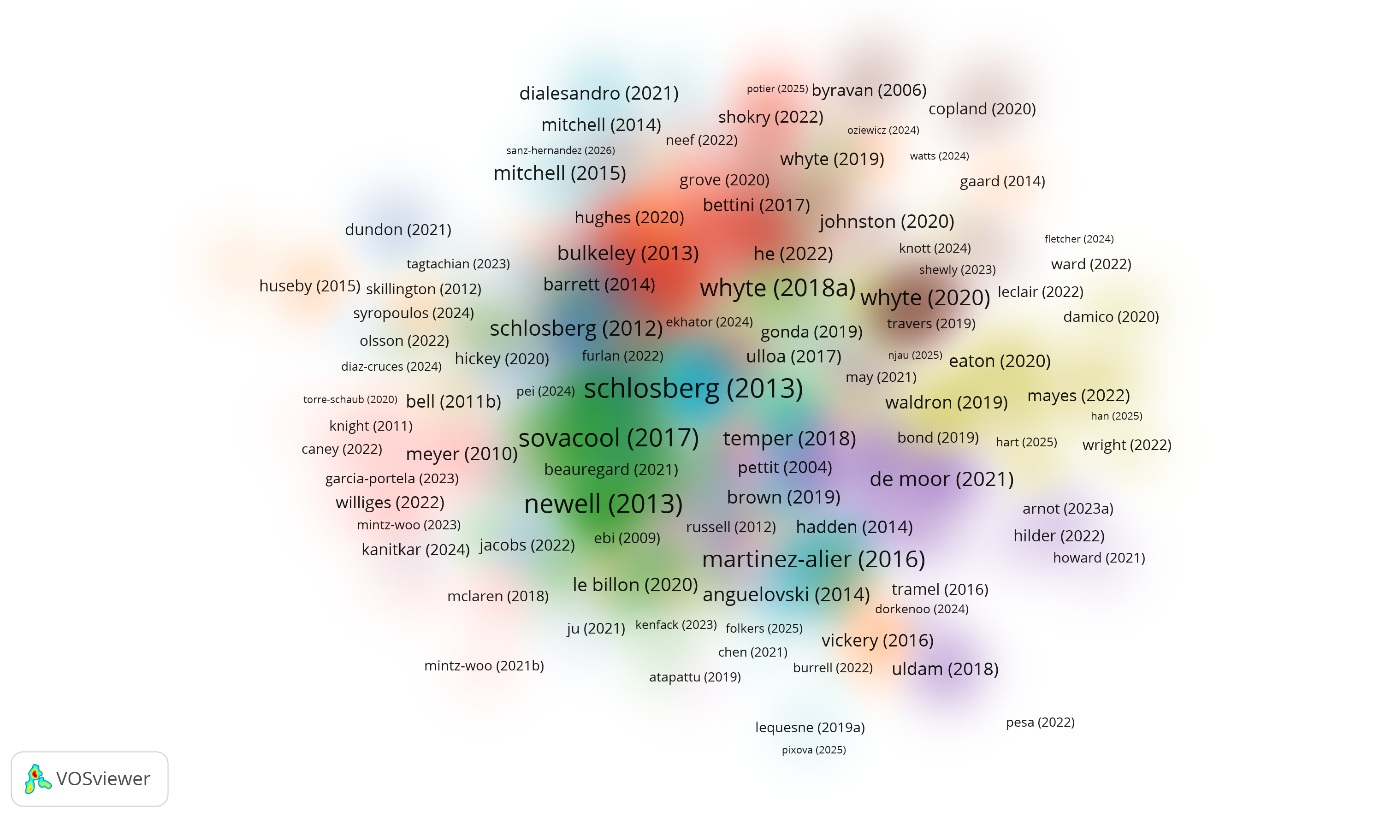 potier (2025)
byravan (2006)
dialesandro (2021)
copland (2020)
shokry (2022)
mitchell (2014)
oziewicz (2024)
neef (2022)
sanz-hernandez (2026)
whyte (2019)
watts (2024)
mitchell (2015)
grove (2020)
gaard (2014)
bettini (2017)
hughes (2020)
johnston (2020)
dundon (2021)
fletcher (2024)
knott (2024)
bulkeley (2013)
he (2022)
tagtachian (2023)
ward (2022)
shewly (2023)
huseby (2015)
skillington (2012)
barrett (2014)
whyte (2018a)
whyte (2020)
leclair (2022)
syropoulos (2024)
damico (2020)
schlosberg (2012)
ekhator (2024)
gonda (2019)
travers (2019)
olsson (2022)
hickey (2020)
furlan (2022)
ulloa (2017)
njau (2025)
eaton (2020)
diaz-cruces (2024)
may (2021)
pei (2024)
schlosberg (2013)
mayes (2022)
torre-schaub (2020)
bell (2011b)
waldron (2019)
han (2025)
knight (2011)
sovacool (2017)
temper (2018)
bond (2019)
hart (2025)
wright (2022)
caney (2022)
meyer (2010)
beauregard (2021)
pettit (2004)
garcia-portela (2023)
de moor (2021)
williges (2022)
newell (2013)
brown (2019)
arnot (2023a)
mintz-woo (2023)
russell (2012)
hadden (2014)
hilder (2022)
kanitkar (2024)
jacobs (2022)
ebi (2009)
martinez-alier (2016)
howard (2021)
mclaren (2018)
le billon (2020)
anguelovski (2014)
tramel (2016)
dorkenoo (2024)
ju (2021)
kenfack (2023)
folkers (2025)
vickery (2016)
chen (2021)
mintz-woo (2021b)
burrell (2022)
uldam (2018)
atapattu (2019)
lequesne (2019a)
pesa (2022)
pixova (2025)
VOSviewer